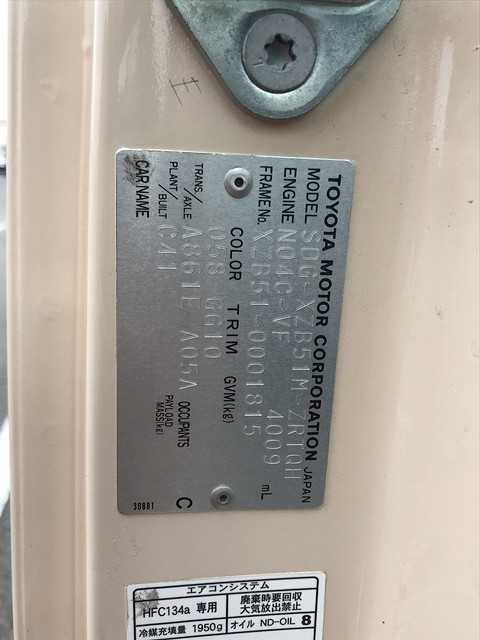 TOYOTA MOTOR CORPORATION JAPAN
MODEL SDG-XZB51M-ZRTQH
ENGINE N04C-VF 4009 mL
FRAME No. XZB51-0001815
COLOR TRIM GVM(kg)
058 GG10
TRANS/AXLE A861E A05A OCCUPANTS
PLANT/BUILT C41 PAYLOAD MASS(kg)
CAR NAME C
30881
エアコンシステム
HFC134a 専用 廃棄時要回収 大気放出禁止
冷媒充填量 1950g オイル ND-OIL 8